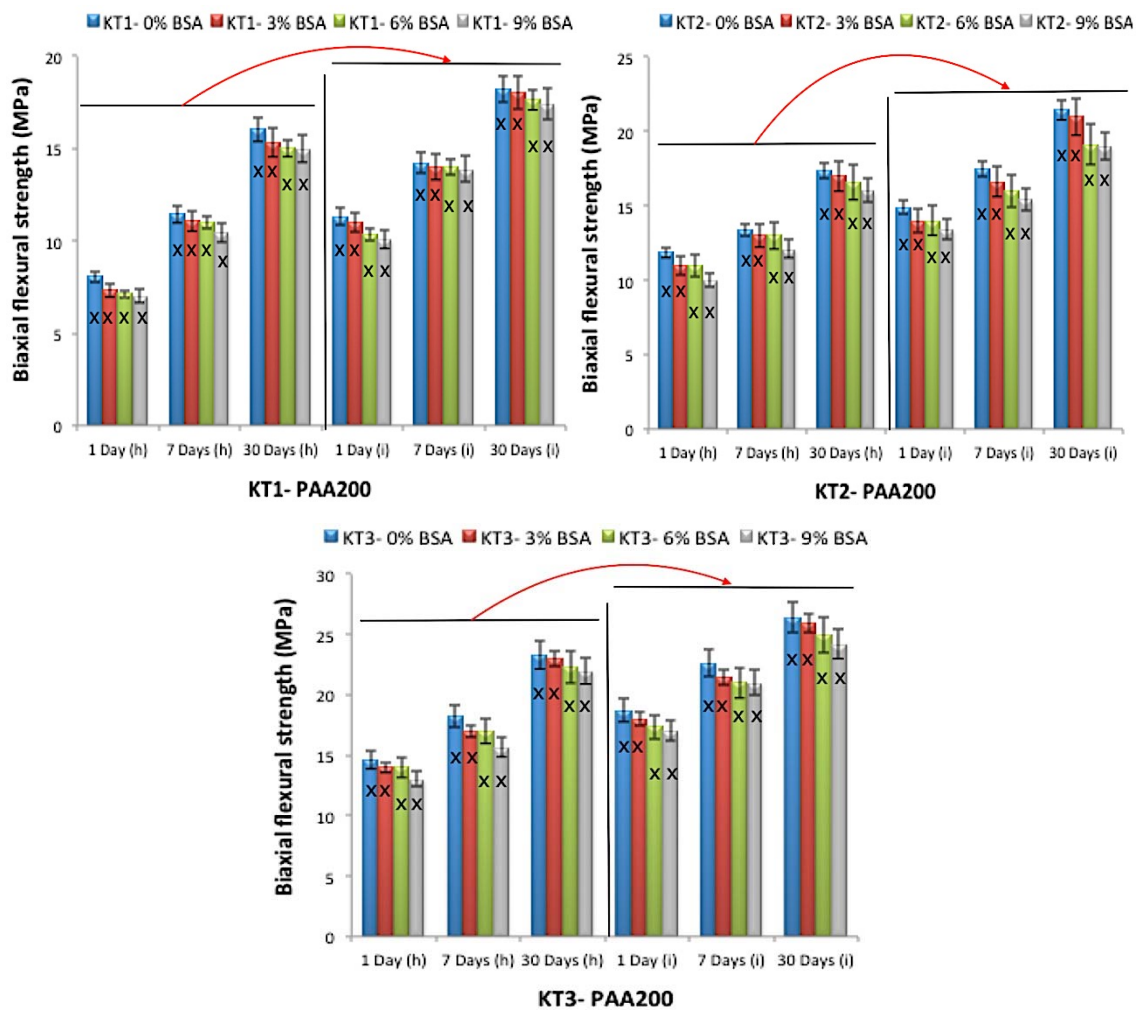 KT1- 0% BSA KT1- 3% BSA KT1- 6% BSA KT1- 9% BSA
Biaxial flexural strength (MPa)
20
15
10
5
0
X X X X
X X X X
X X X X
X X X X
X X X X
X X X X
1 Day (h) 7 Days (h) 30 Days (h) 1 Day (i) 7 Days (i) 30 Days (i)
KT1- PAA200
KT2- 0% BSA KT2- 3% BSA KT2- 6% BSA KT2- 9% BSA
Biaxial flexural strength (MPa)
25
20
15
10
5
0
X X X X
X X X X
X X X X
X X X X
X X X X
X X X X
1 Day (h) 7 Days (h) 30 Days (h) 1 Day (i) 7 Days (i) 30 Days (i)
KT2- PAA200
KT3- 0% BSA KT3- 3% BSA KT3- 6% BSA KT3- 9% BSA
Biaxial flexural strength (MPa)
30
25
20
15
10
5
0
X X X X
X X X X
X X X X
X X X X
X X X X
X X X X
1 Day (h) 7 Days (h) 30 Days (h) 1 Day (i) 7 Days (i) 30 Days (i)
KT3- PAA200